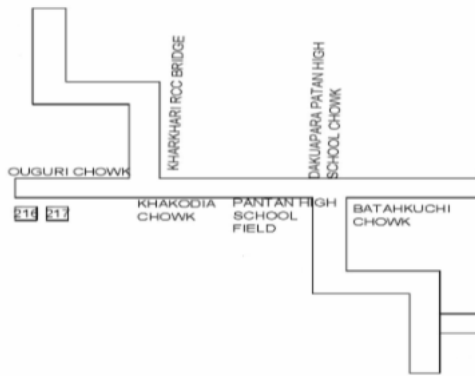 KHARKHARI RCC BRIDGE
DAKUAPARA PATAN HIGH
SCHOOL CHOWK
OUGURI CHOWK
KHAKODIA
CHOWK
PANTAN HIGH
SCHOOL
FIELD
BATAHKUCHI
CHOWK
216 217